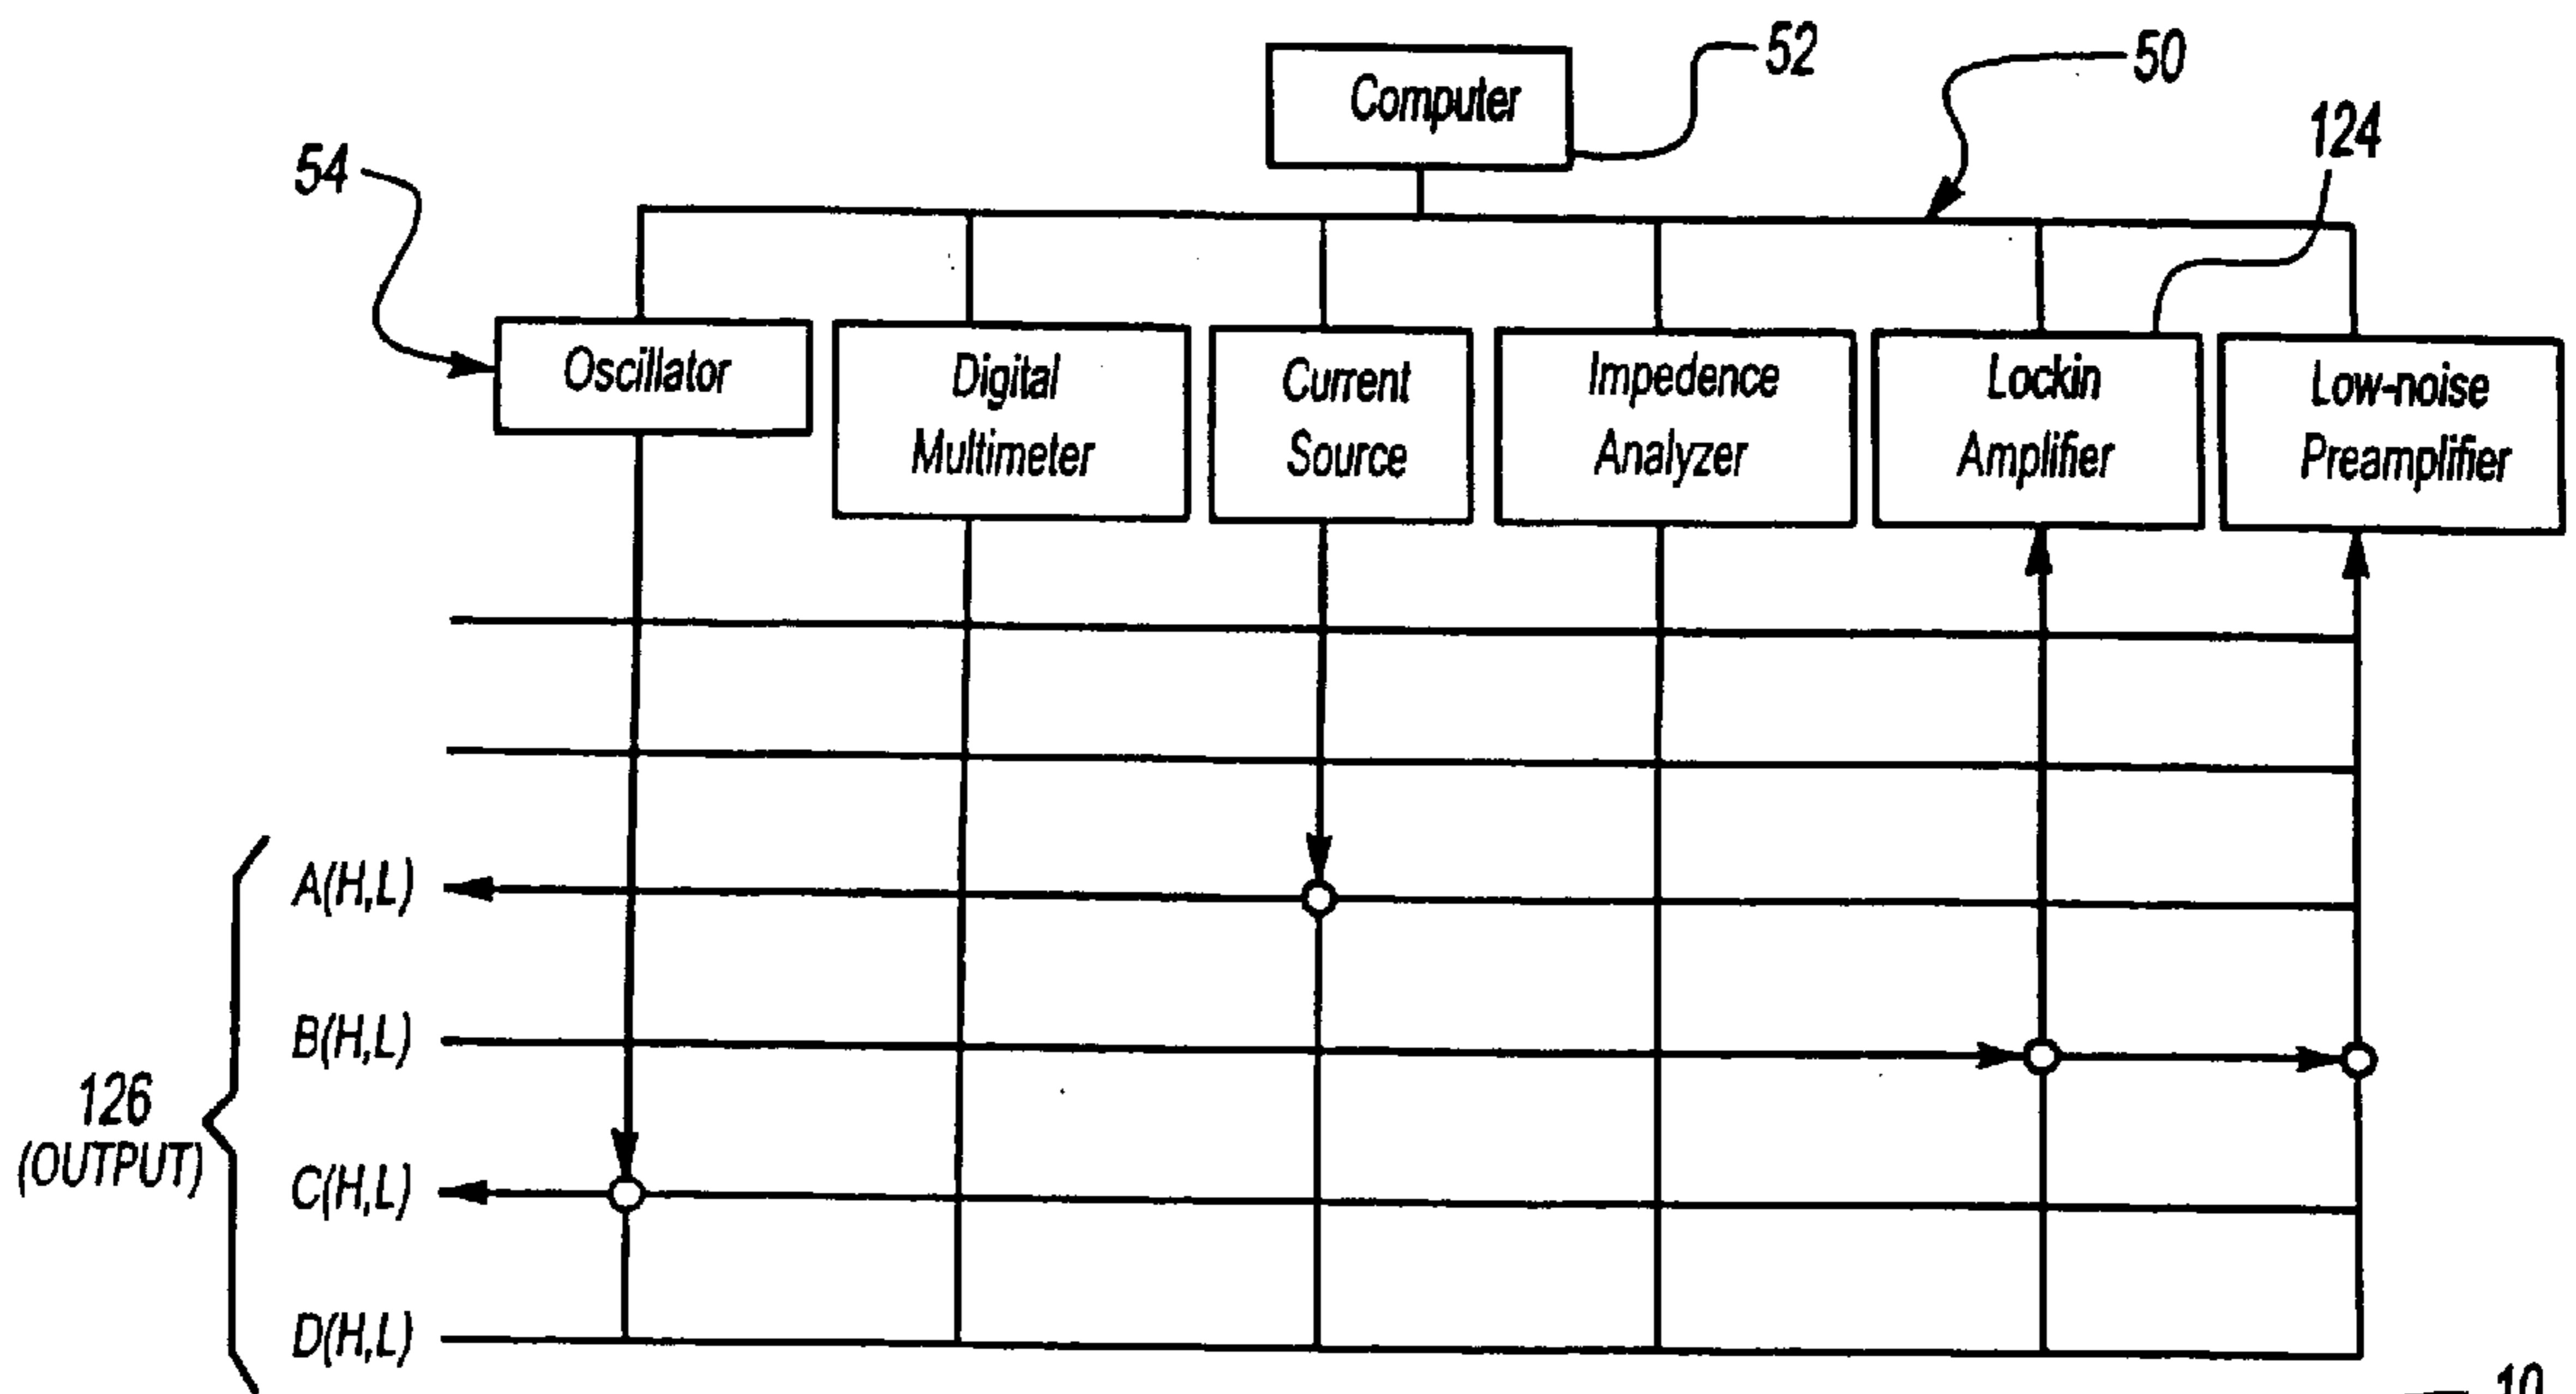 Computer
52
50
124
54
Oscillator
Digital
Multimeter
Current
Source
Impedence
Analyzer
Lockin
Amplifier
Low-noise
Preamplifier
A(H,L)
B(H,L)
126
(OUTPUT)
C(H,L)
D(H,L)